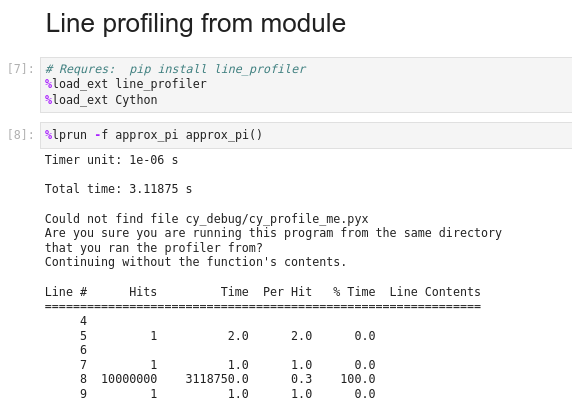 Line profiling from module
[7]: # Requres:  pip install line_profiler
%load_ext line_profiler
%load_ext Cython
[8]: %lprun -f approx_pi approx_pi()
Timer unit: 1e-06 s
Total time: 3.11875 s
Could not find file cy_debug/cy_profile_me.pyx
Are you sure you are running this program from the same directory
that you ran the profiler from?
Continuing without the function's contents.
Line #      Hits         Time  Per Hit   % Time  Line Contents
==============================================================
     4
     5         1          2.0      2.0      0.0
     6
     7         1          1.0      1.0      0.0
     8  10000000    3118750.0      0.3    100.0
     9         1          1.0      1.0      0.0